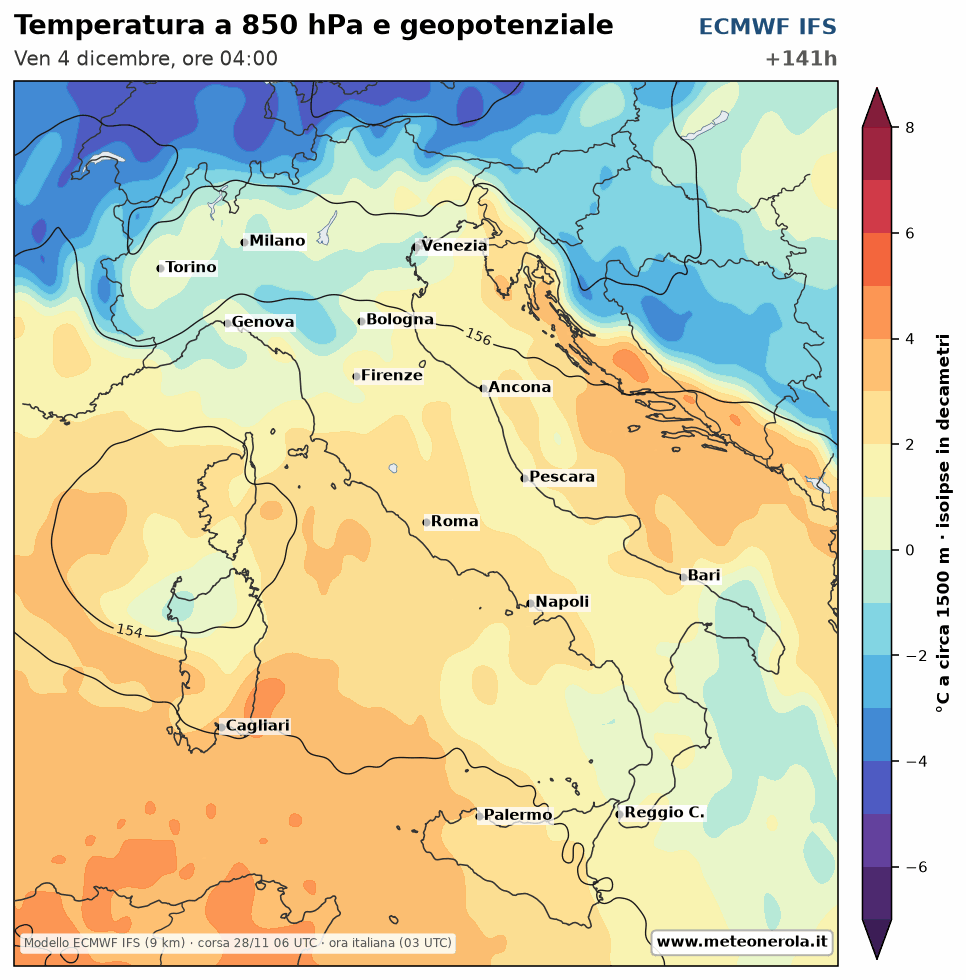 Temperatura a 850 hPa e geopotenziale
ECMWF IFS
Ven 4 dicembre, ore 04:00
+141h
Milano
Venezia
Torino
Genova
Bologna
156
Firenze
Ancona
Pescara
Roma
Bari
Napoli
154
Cagliari
Palermo
Reggio C.
8
6
4
2
0
−2
−4
−6
°C a circa 1500 m · isoipse in decametri
Modello ECMWF IFS (9 km) · corsa 28/11 06 UTC · ora italiana (03 UTC)
www.meteonerola.it